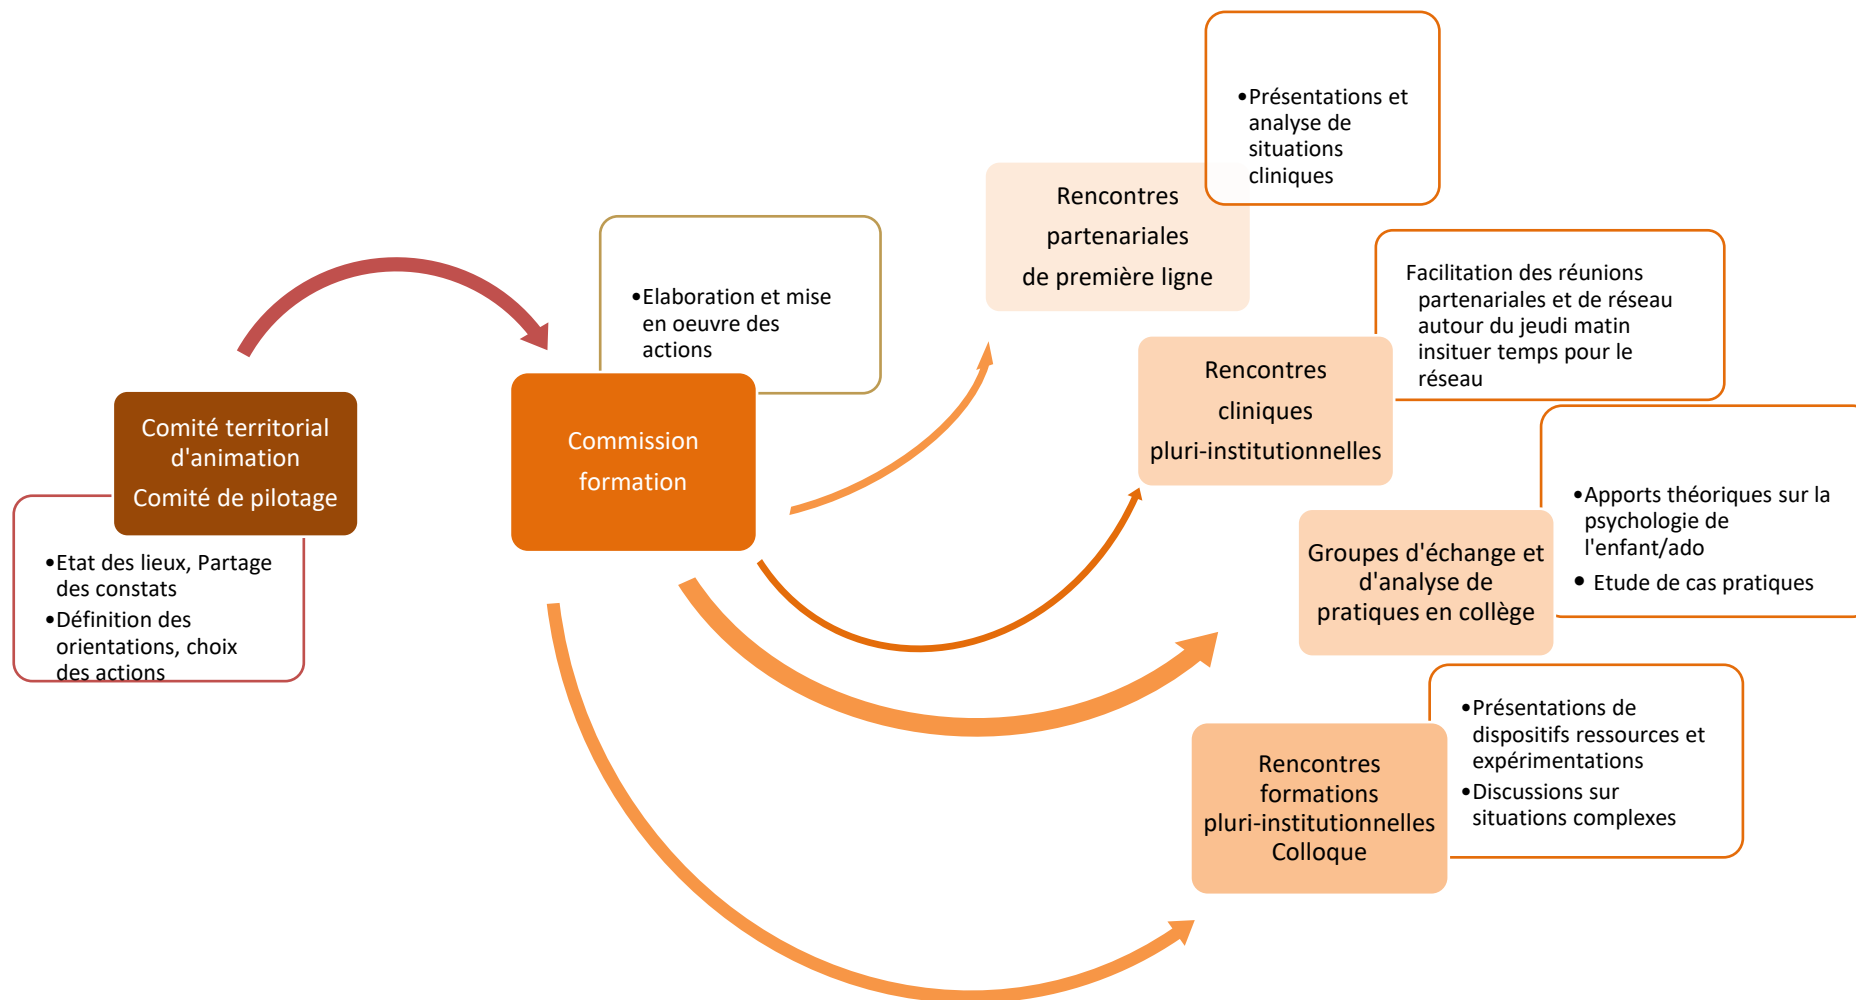 Comité territorial
d'animation
Comité de pilotage
•Etat des lieux, Partage
des constats
•Définition des
orientations, choix
des actions
•Elaboration et mise
en oeuvre des
actions
Commission
formation
•Présentations et
analyse de
situations
cliniques
Rencontres
partenariales
de première ligne
Facilitation des réunions
partenariales et de réseau
autour du jeudi matin
insituer temps pour le
réseau
Rencontres
cliniques
pluri-institutionnelles
•Apports théoriques sur la
psychologie de
l'enfant/ado
• Etude de cas pratiques
Groupes d'échange et
d'analyse de
pratiques en collège
•Présentations de
dispositifs ressources et
expérimentations
•Discussions sur
situations complexes
Rencontres
formations
pluri-institutionnelles
Colloque